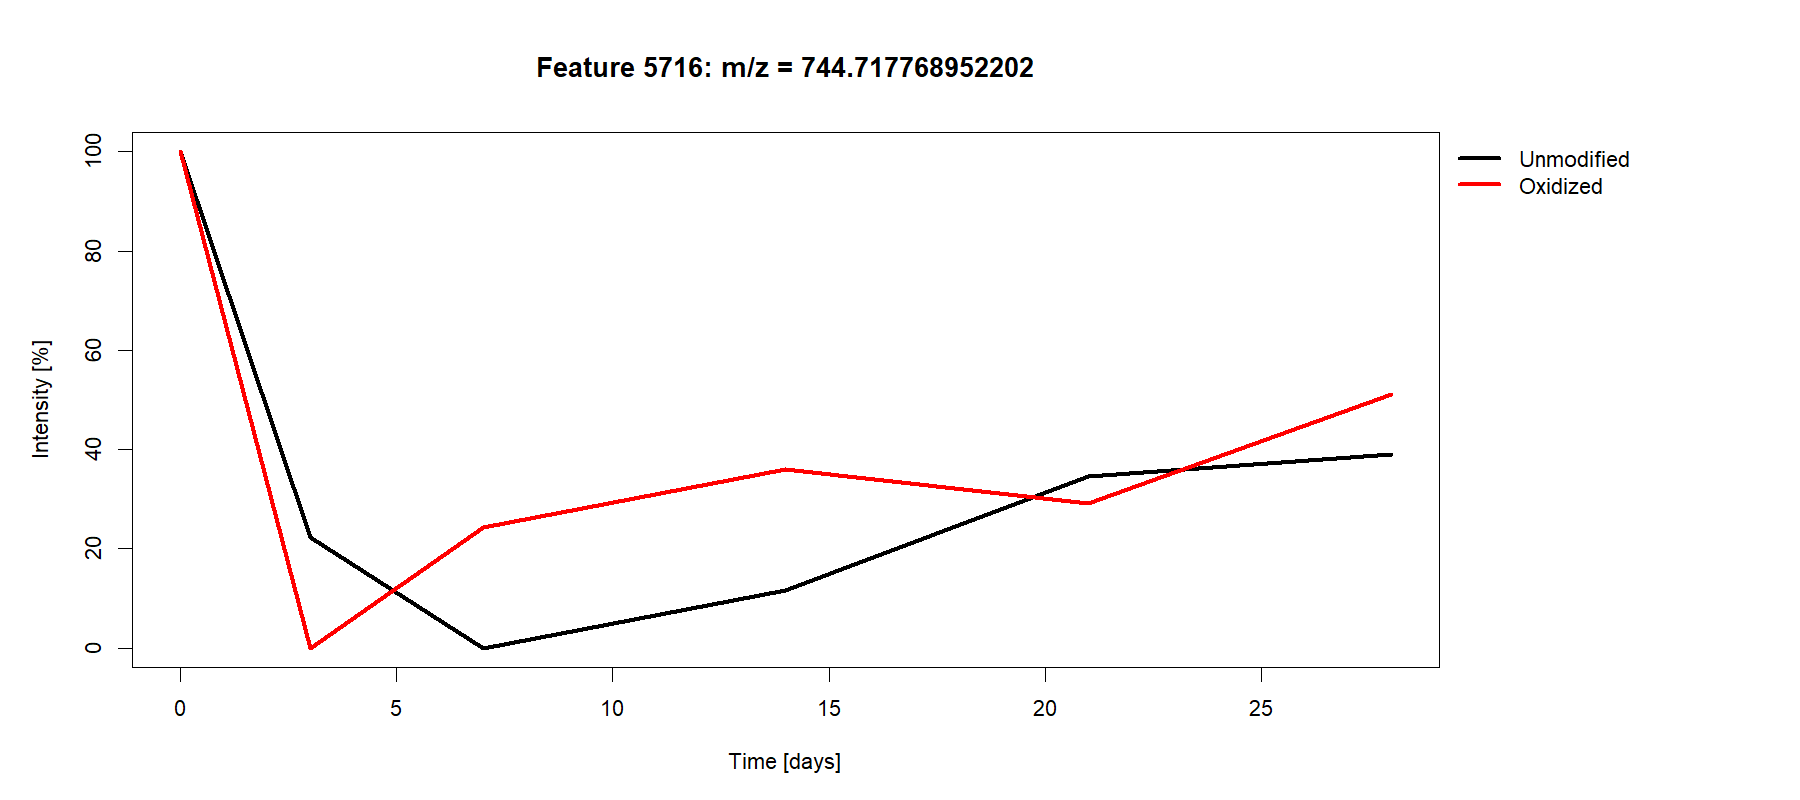 Feature 5716: m/z = 744.717768952202
Unmodified
Oxidized
Intensity [%]
100
80
60
40
20
0
0 5 10 15 20 25
Time [days]